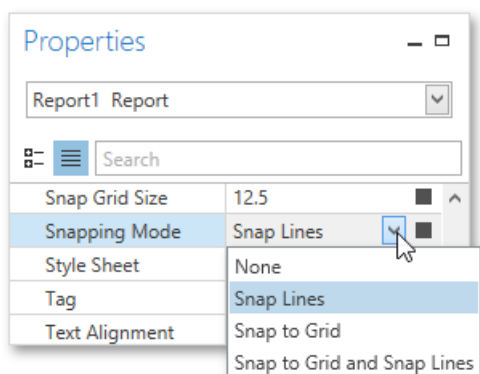 Properties
Report1 Report
Search
Snap Grid Size 12.5
Snapping Mode Snap Lines
Style Sheet
Tag
Text Alignment
None
Snap Lines
Snap to Grid
Snap to Grid and Snap Lines